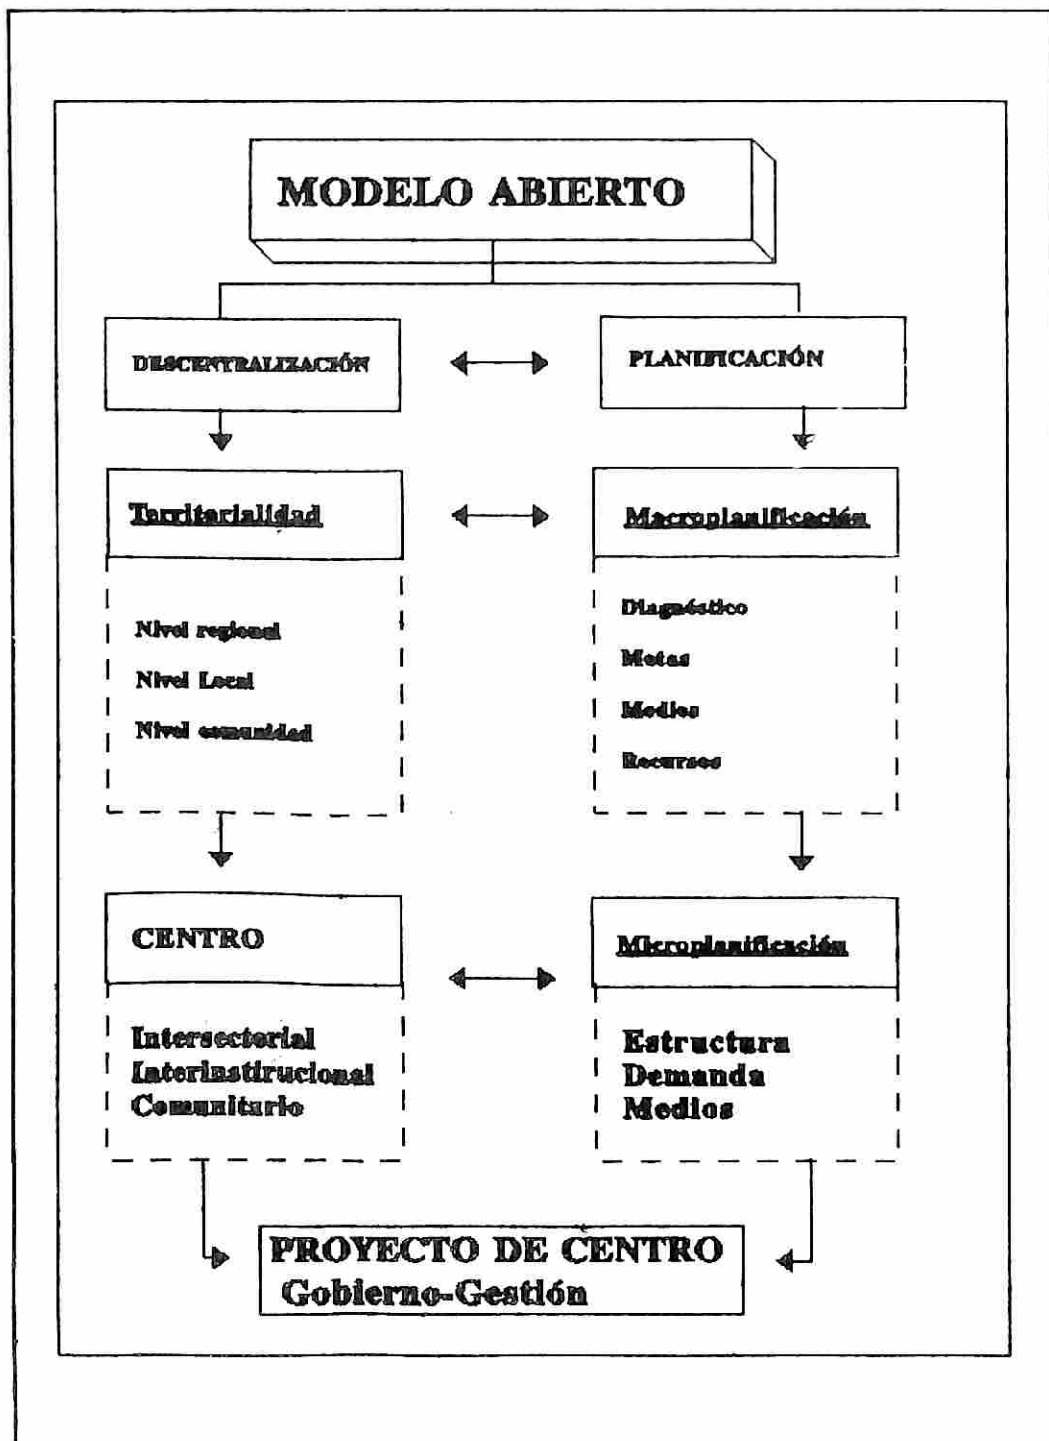 MODELO ABIERTO
DESCENTRALIZACIÓN
PLANIFICACIÓN
Territorialidad
Macroplanificación
Nivel regional
Nivel Local
Nivel comunidad
Diagnóstico
Metas
Medios
Recursos
CENTRO
Microplanificación
Intersectorial
Interinstirucional
Comunitario
Estructura
Demanda
Medios
PROYECTO DE CENTRO
Gobierno-Gestión